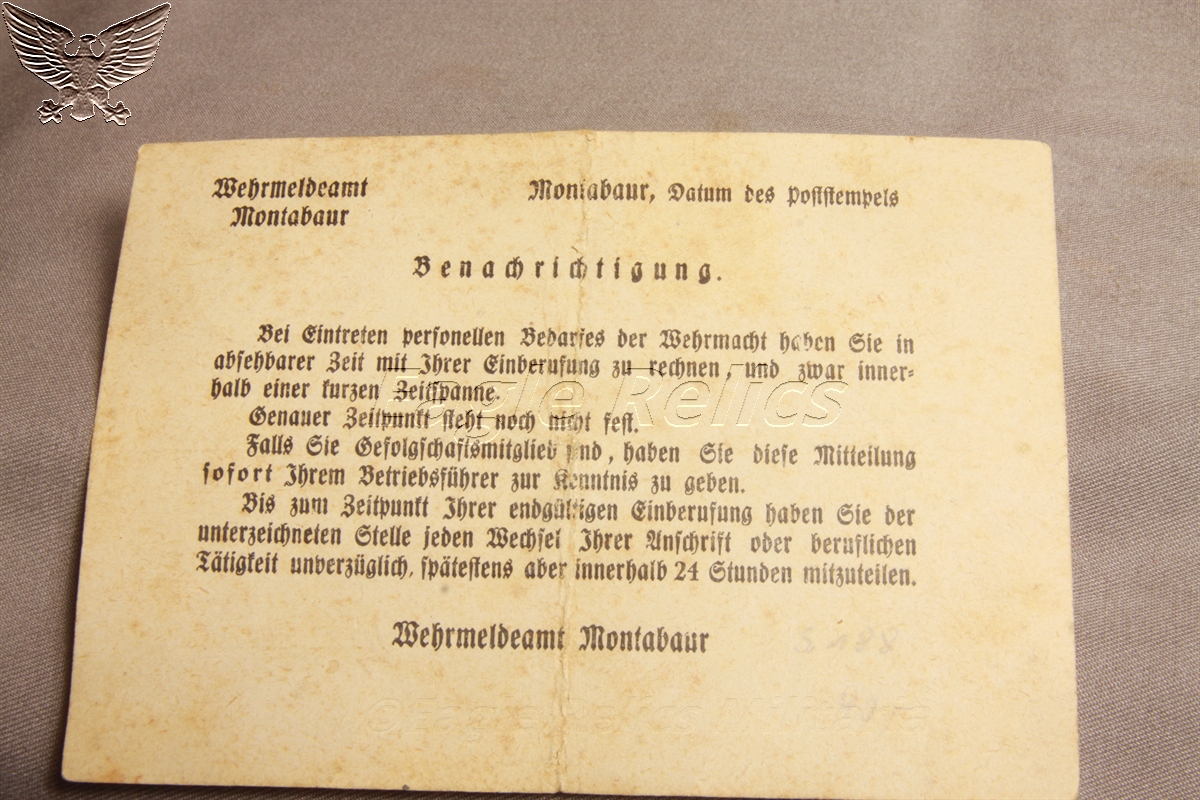 Wehrmeldeamt
Montabaur
Montabaur, Datum des Poststempels
Benachrichtigung.
Bei Eintreten personellen Bedarfes der Wehrmacht haben Sie in
absehbarer Zeit mit Ihrer Einberufung zu rechnen, und zwar inner-
halb einer kurzen Zeitspanne.
Genauer Zeitpunkt steht noch nicht fest.
Falls Sie Gefolgschaftsmitglied sind, haben Sie diese Mitteilung
sofort Ihrem Betriebsführer zur Kenntnis zu geben.
Bis zum Zeitpunkt Ihrer endgültigen Einberufung haben Sie der
unterzeichneten Stelle jeden Wechsel Ihrer Anschrift oder beruflichen
Tätigkeit unverzüglich, spätestens aber innerhalb 24 Stunden mitzuteilen.
Wehrmeldeamt Montabaur
Eagle Relics
©Eagle Relics